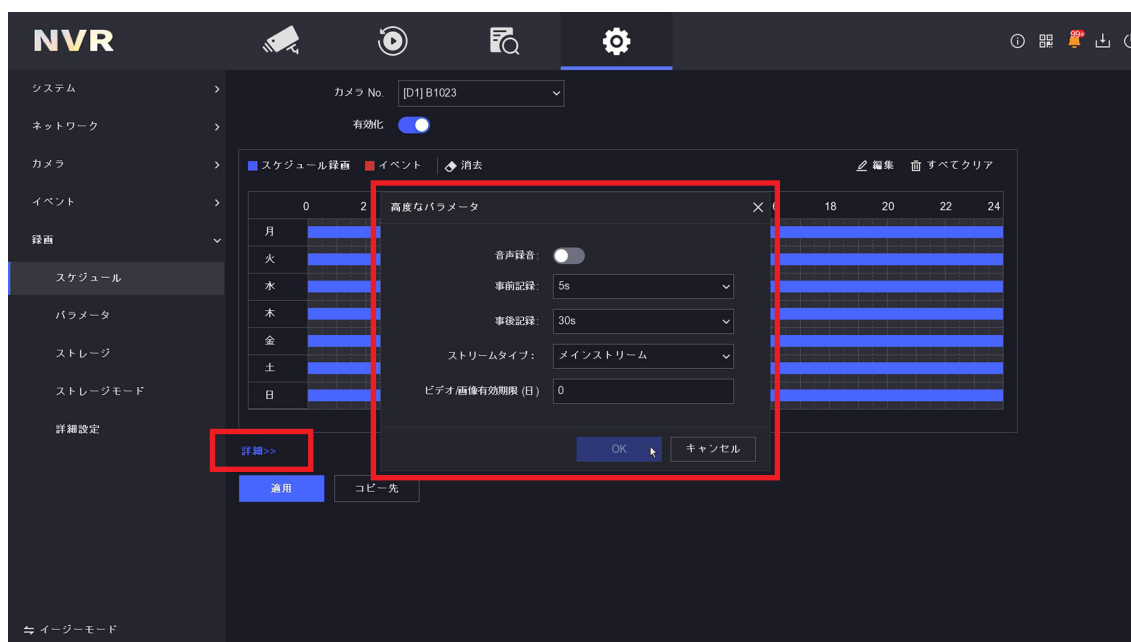 NVR
99+
システム
カメラ No. [D1] B1023
ネットワーク
有効化
カメラ
スケジュール録画 イベント 消去 編集 すべてクリア
イベント
0 2 18 20 22 24
高度なパラメータ
録画
月
火
水
木
金
土
日
音声録音:
事前記録: 5s
事後記録: 30s
ストリームタイプ: メインストリーム
ビデオ/画像有効期限 (日) 0
OK キャンセル
スケジュール
パラメータ
ストレージ
ストレージモード
詳細設定
詳細>>
適用 コピー先
イージーモード